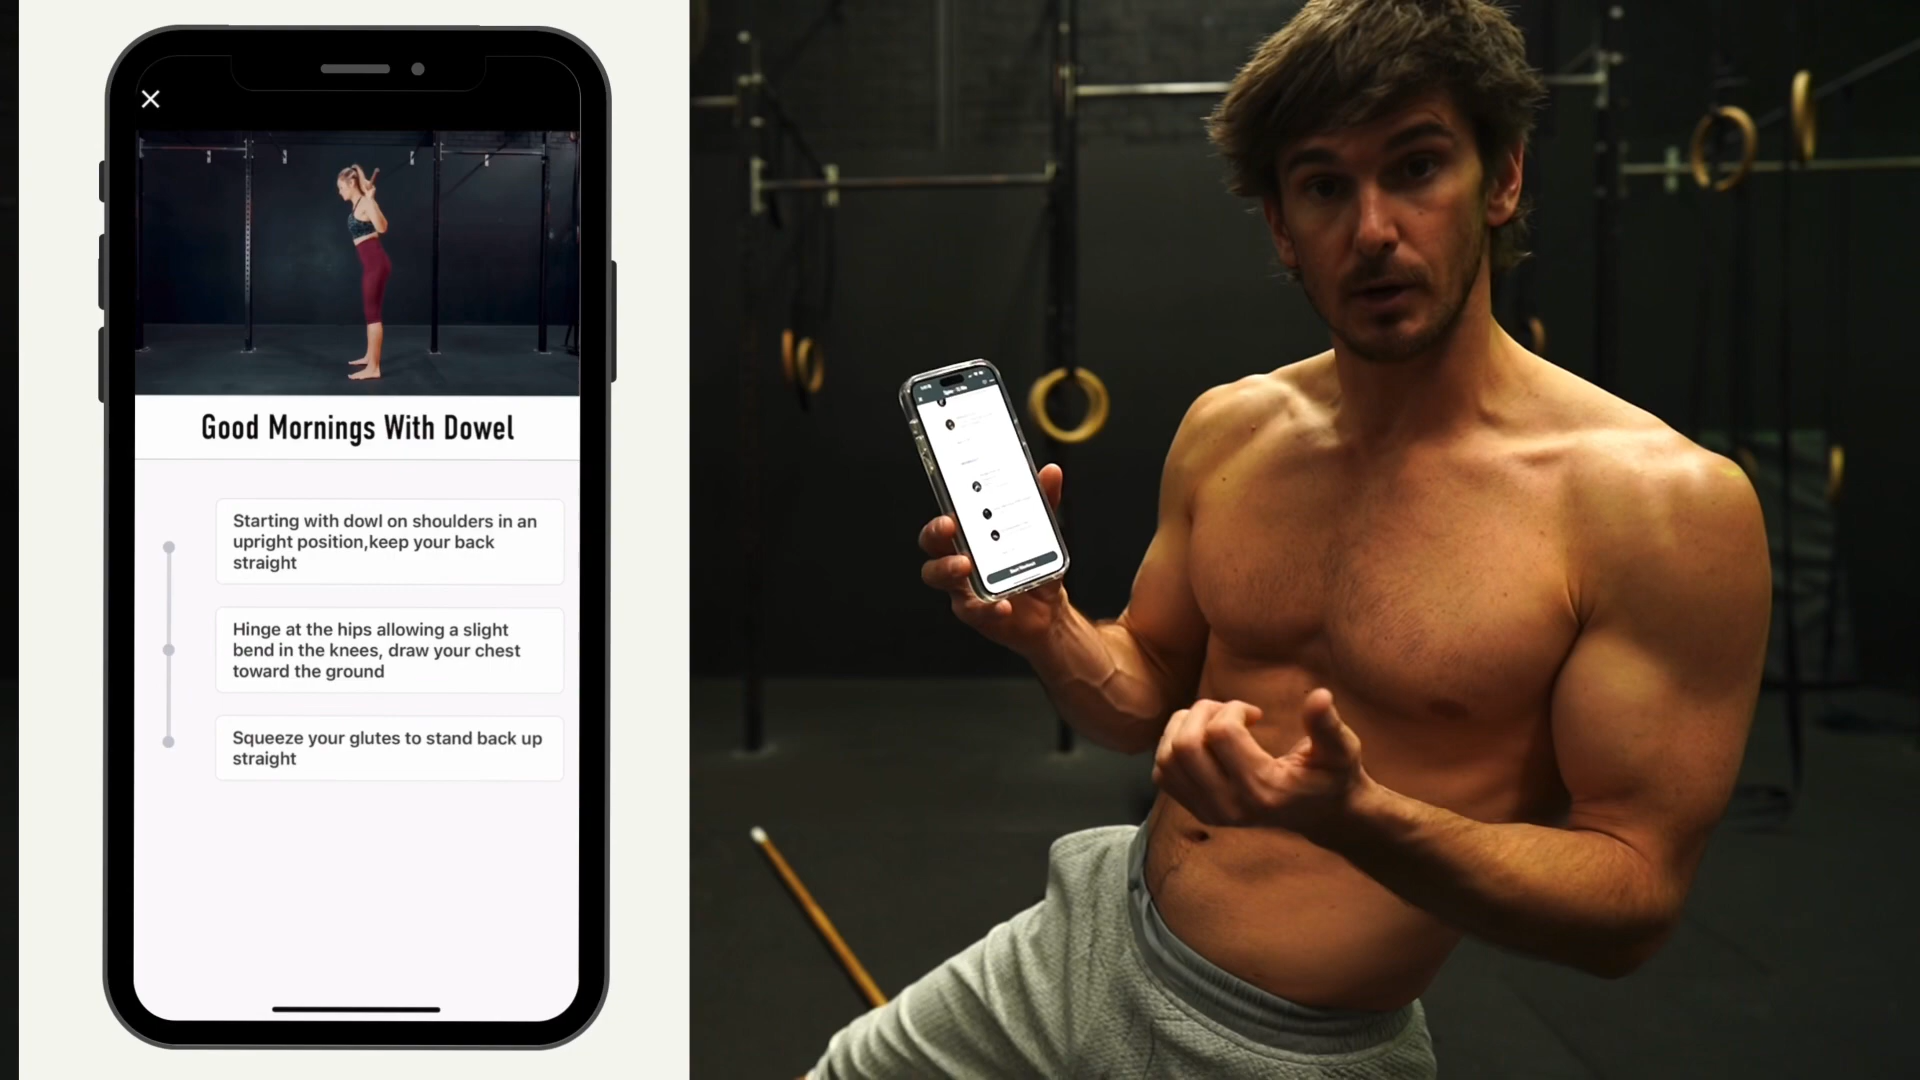 Good Mornings With Dowel
Starting with dowl on shoulders in an
upright position,keep your back
straight
Hinge at the hips allowing a slight
bend in the knees, draw your chest
toward the ground
Squeeze your glutes to stand back up
straight
Start Workout